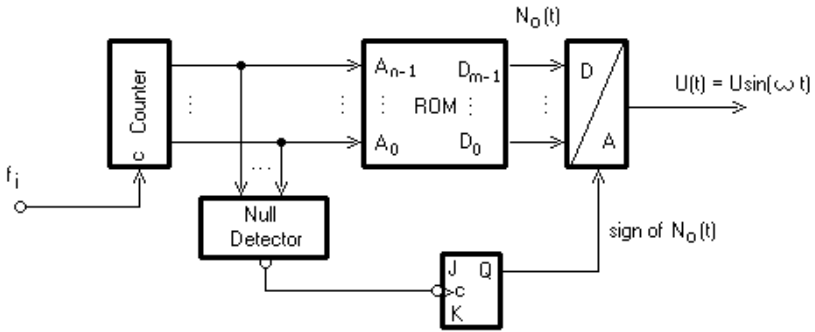 N₀(t)
Counter
c
Aₙ₋₁
Dₘ₋₁
ROM
A₀
D₀
D
A
U(t) = Usin(ω t)
fᵢ
Null
Detector
sign of N₀(t)
J Q
c
K